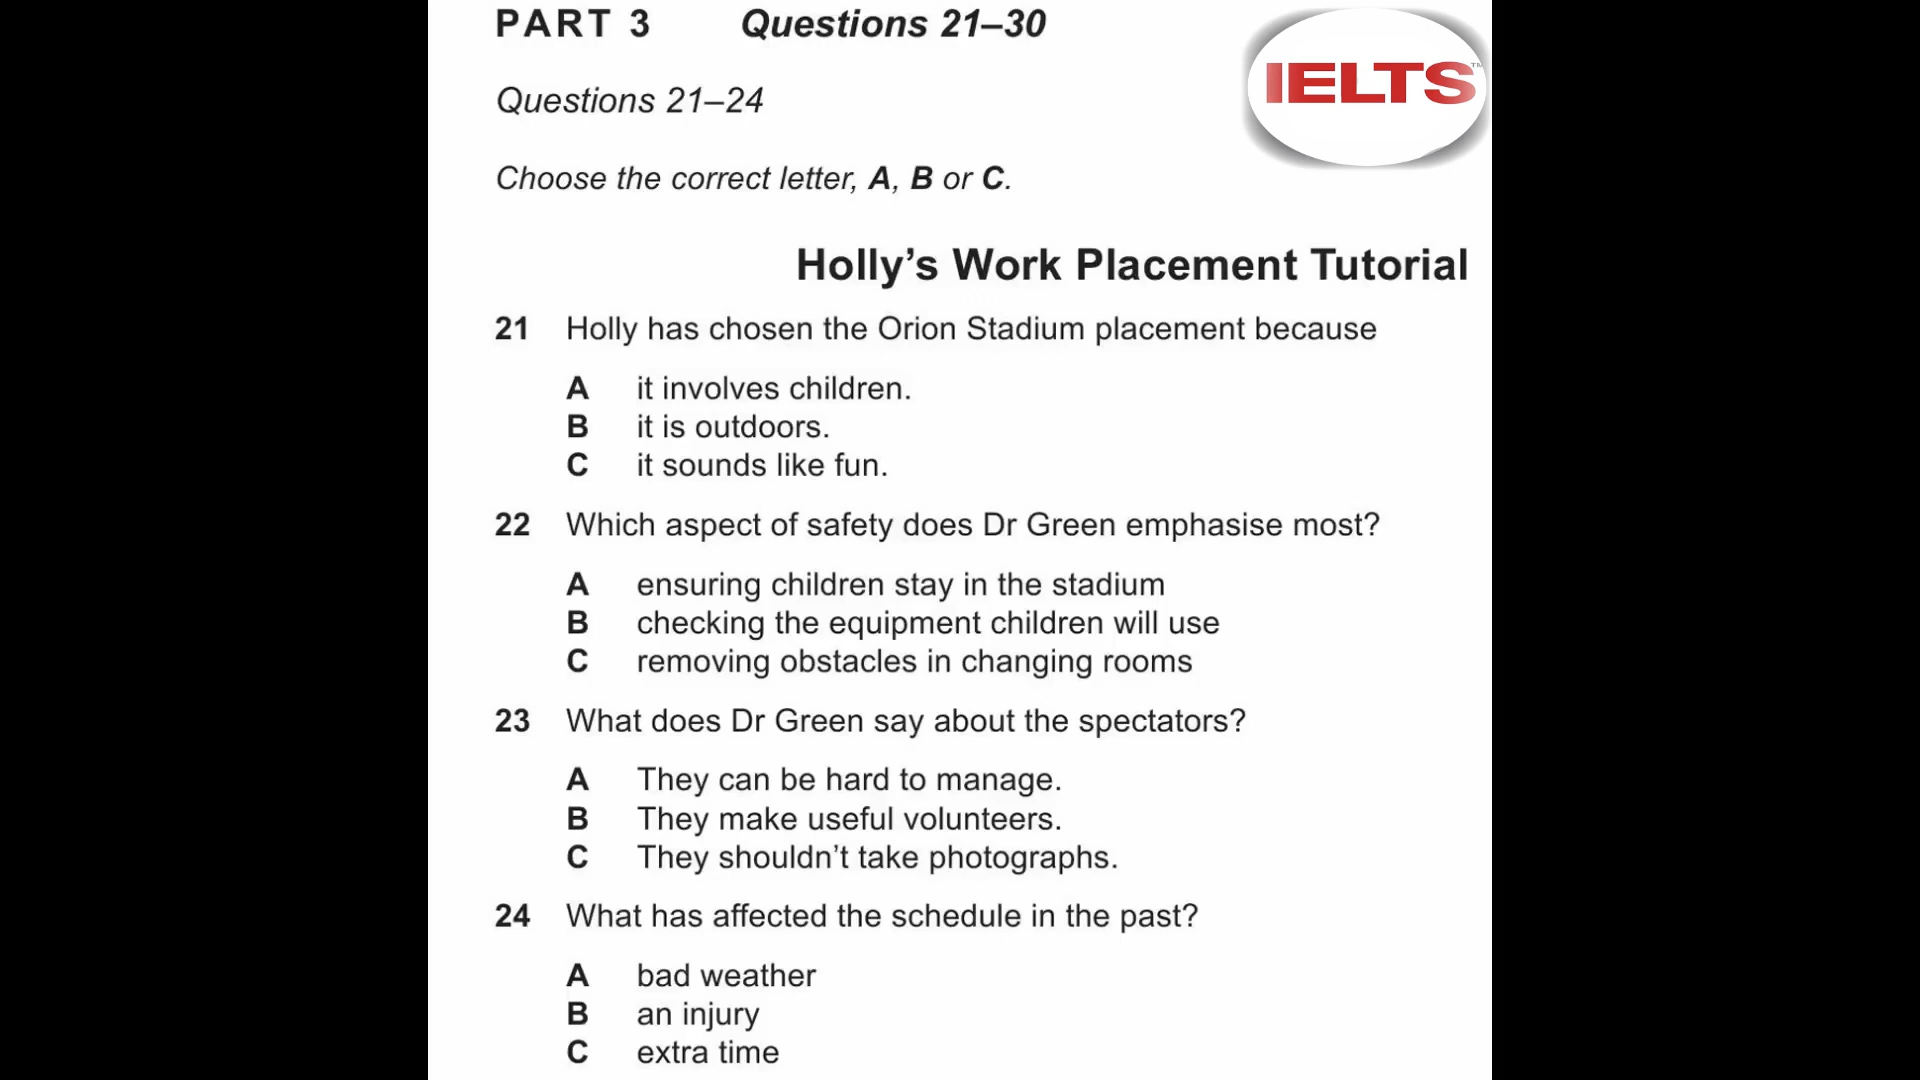 PART 3 Questions 21–30
IELTS™
Questions 21–24
Choose the correct letter, A, B or C.
Holly’s Work Placement Tutorial
21 Holly has chosen the Orion Stadium placement because
A it involves children.
B it is outdoors.
C it sounds like fun.
22 Which aspect of safety does Dr Green emphasise most?
A ensuring children stay in the stadium
B checking the equipment children will use
C removing obstacles in changing rooms
23 What does Dr Green say about the spectators?
A They can be hard to manage.
B They make useful volunteers.
C They shouldn’t take photographs.
24 What has affected the schedule in the past?
A bad weather
B an injury
C extra time